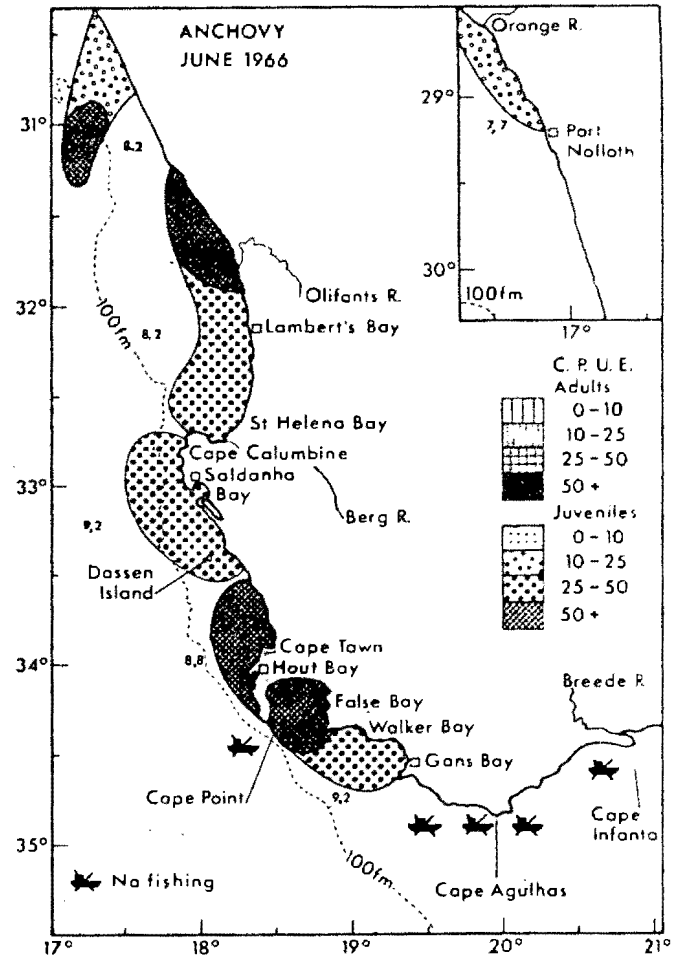 ANCHOVY
JUNE 1966
Orange R.
29°
7,7
Port
Nolloth
30°
100fm
17°
31°
8,2
Olifants R.
32°
100fm
Lambert's Bay
8,2
C. P. U. E.
Adults
0-10
10-25
25-50
50+
Juveniles
0-10
10-25
25-50
50+
St Helena Bay
Cape Calumbine
Saldanha
Bay
33°
9,2
Berg R.
Dassen
Island
Cape Town
8,8
Hout Bay
34°
Breede R
False Bay
Walker Bay
Gans Bay
Cape Point
9,2
Cape
Infanta
35°
100fm
No fishing
Cape Agulhas
17°
18°
19°
20°
21°